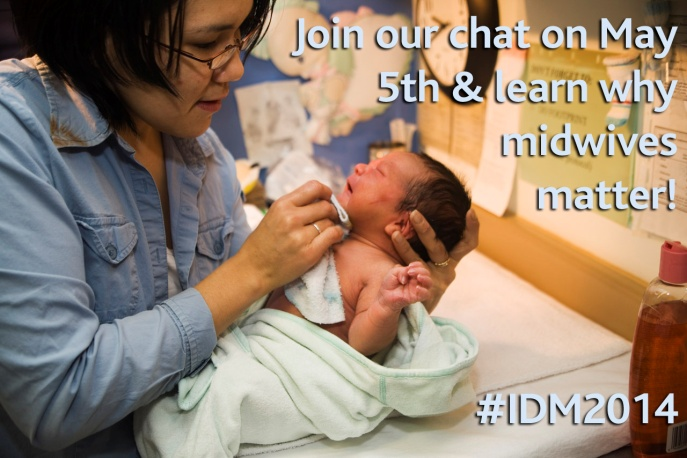 Join our chat on May
5th & learn why
midwives
matter!
#IDM2014